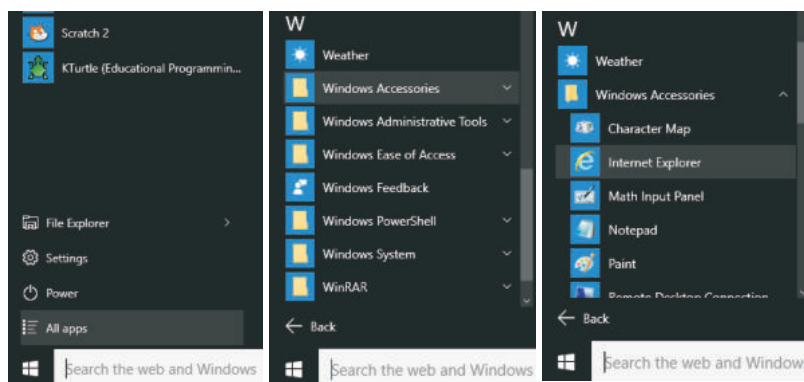 Scratch 2
KTurtle (Educational Programmin...
File Explorer
Settings
Power
All apps
Search the web and Windows
W
Weather
Windows Accessories
Windows Administrative Tools
Windows Ease of Access
Windows Feedback
Windows PowerShell
Windows System
WinRAR
Back
Search the web and Windows
W
Weather
Windows Accessories
Character Map
Internet Explorer
Math Input Panel
Notepad
Paint
Remote Desktop Connection
Back
Search the web and Window